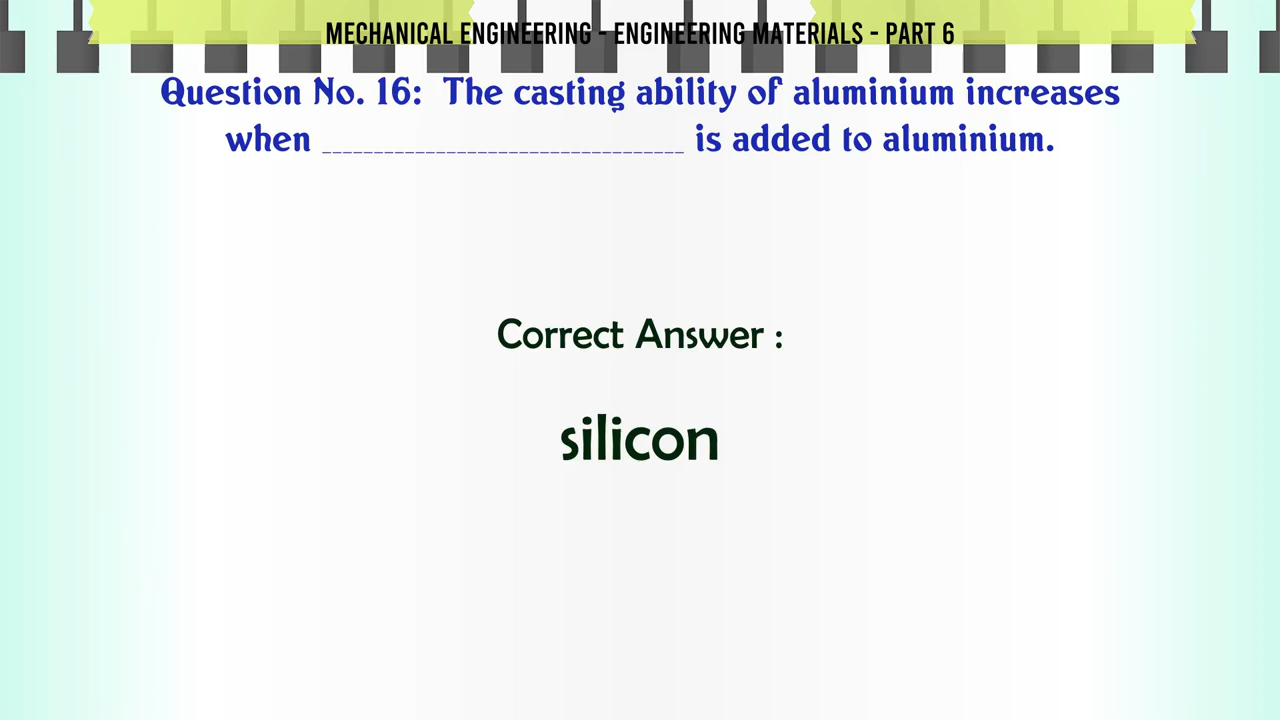 MECHANICAL ENGINEERING - ENGINEERING MATERIALS - PART 6
Question No. 16: The casting ability of aluminium increases
when ___________________________________ is added to aluminium.
Correct Answer :
silicon